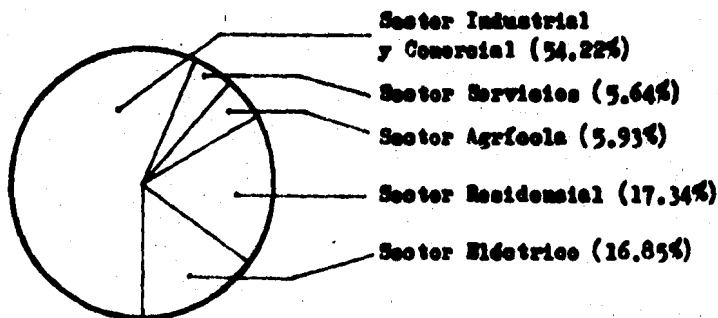 Sector Industrial
y Comercial (54.22%)
Sector Servicios (5.64%)
Sector Agrícola (5.93%)
Sector Residensial (17.34%)
Sector Eléctrico (16.85%)